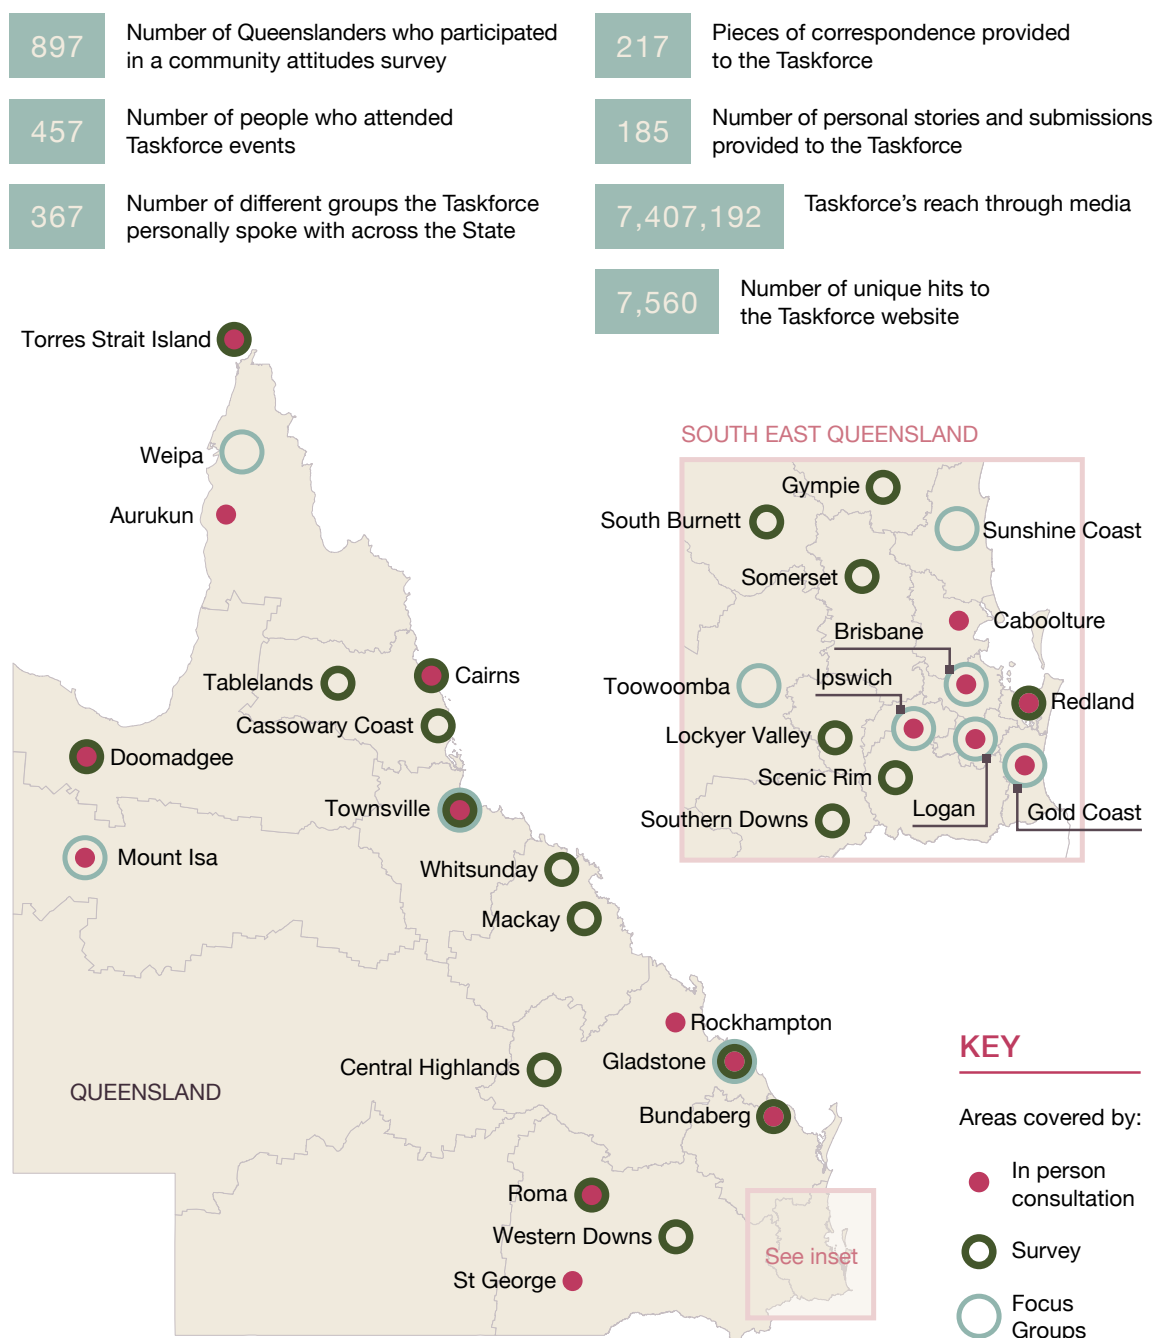 897
Number of Queenslanders who participated
in a community attitudes survey
457
Number of people who attended
Taskforce events
367
Number of different groups the Taskforce
personally spoke with across the State
217
Pieces of correspondence provided
to the Taskforce
185
Number of personal stories and submissions
provided to the Taskforce
7,407,192
Taskforce's reach through media
7,560
Number of unique hits to
the Taskforce website
Torres Strait Island
Weipa
Aurukun
Tablelands
Cairns
Cassowary Coast
Doomadgee
Townsville
Mount Isa
Whitsunday
Mackay
Rockhampton
Central Highlands
Gladstone
QUEENSLAND
Bundaberg
Roma
Western Downs
St George
See inset
SOUTH EAST QUEENSLAND
Gympie
South Burnett
Sunshine Coast
Somerset
Caboolture
Brisbane
Ipswich
Toowoomba
Redland
Lockyer Valley
Scenic Rim
Logan
Gold Coast
Southern Downs
KEY
Areas covered by:
In person
consultation
Survey
Focus
Groups